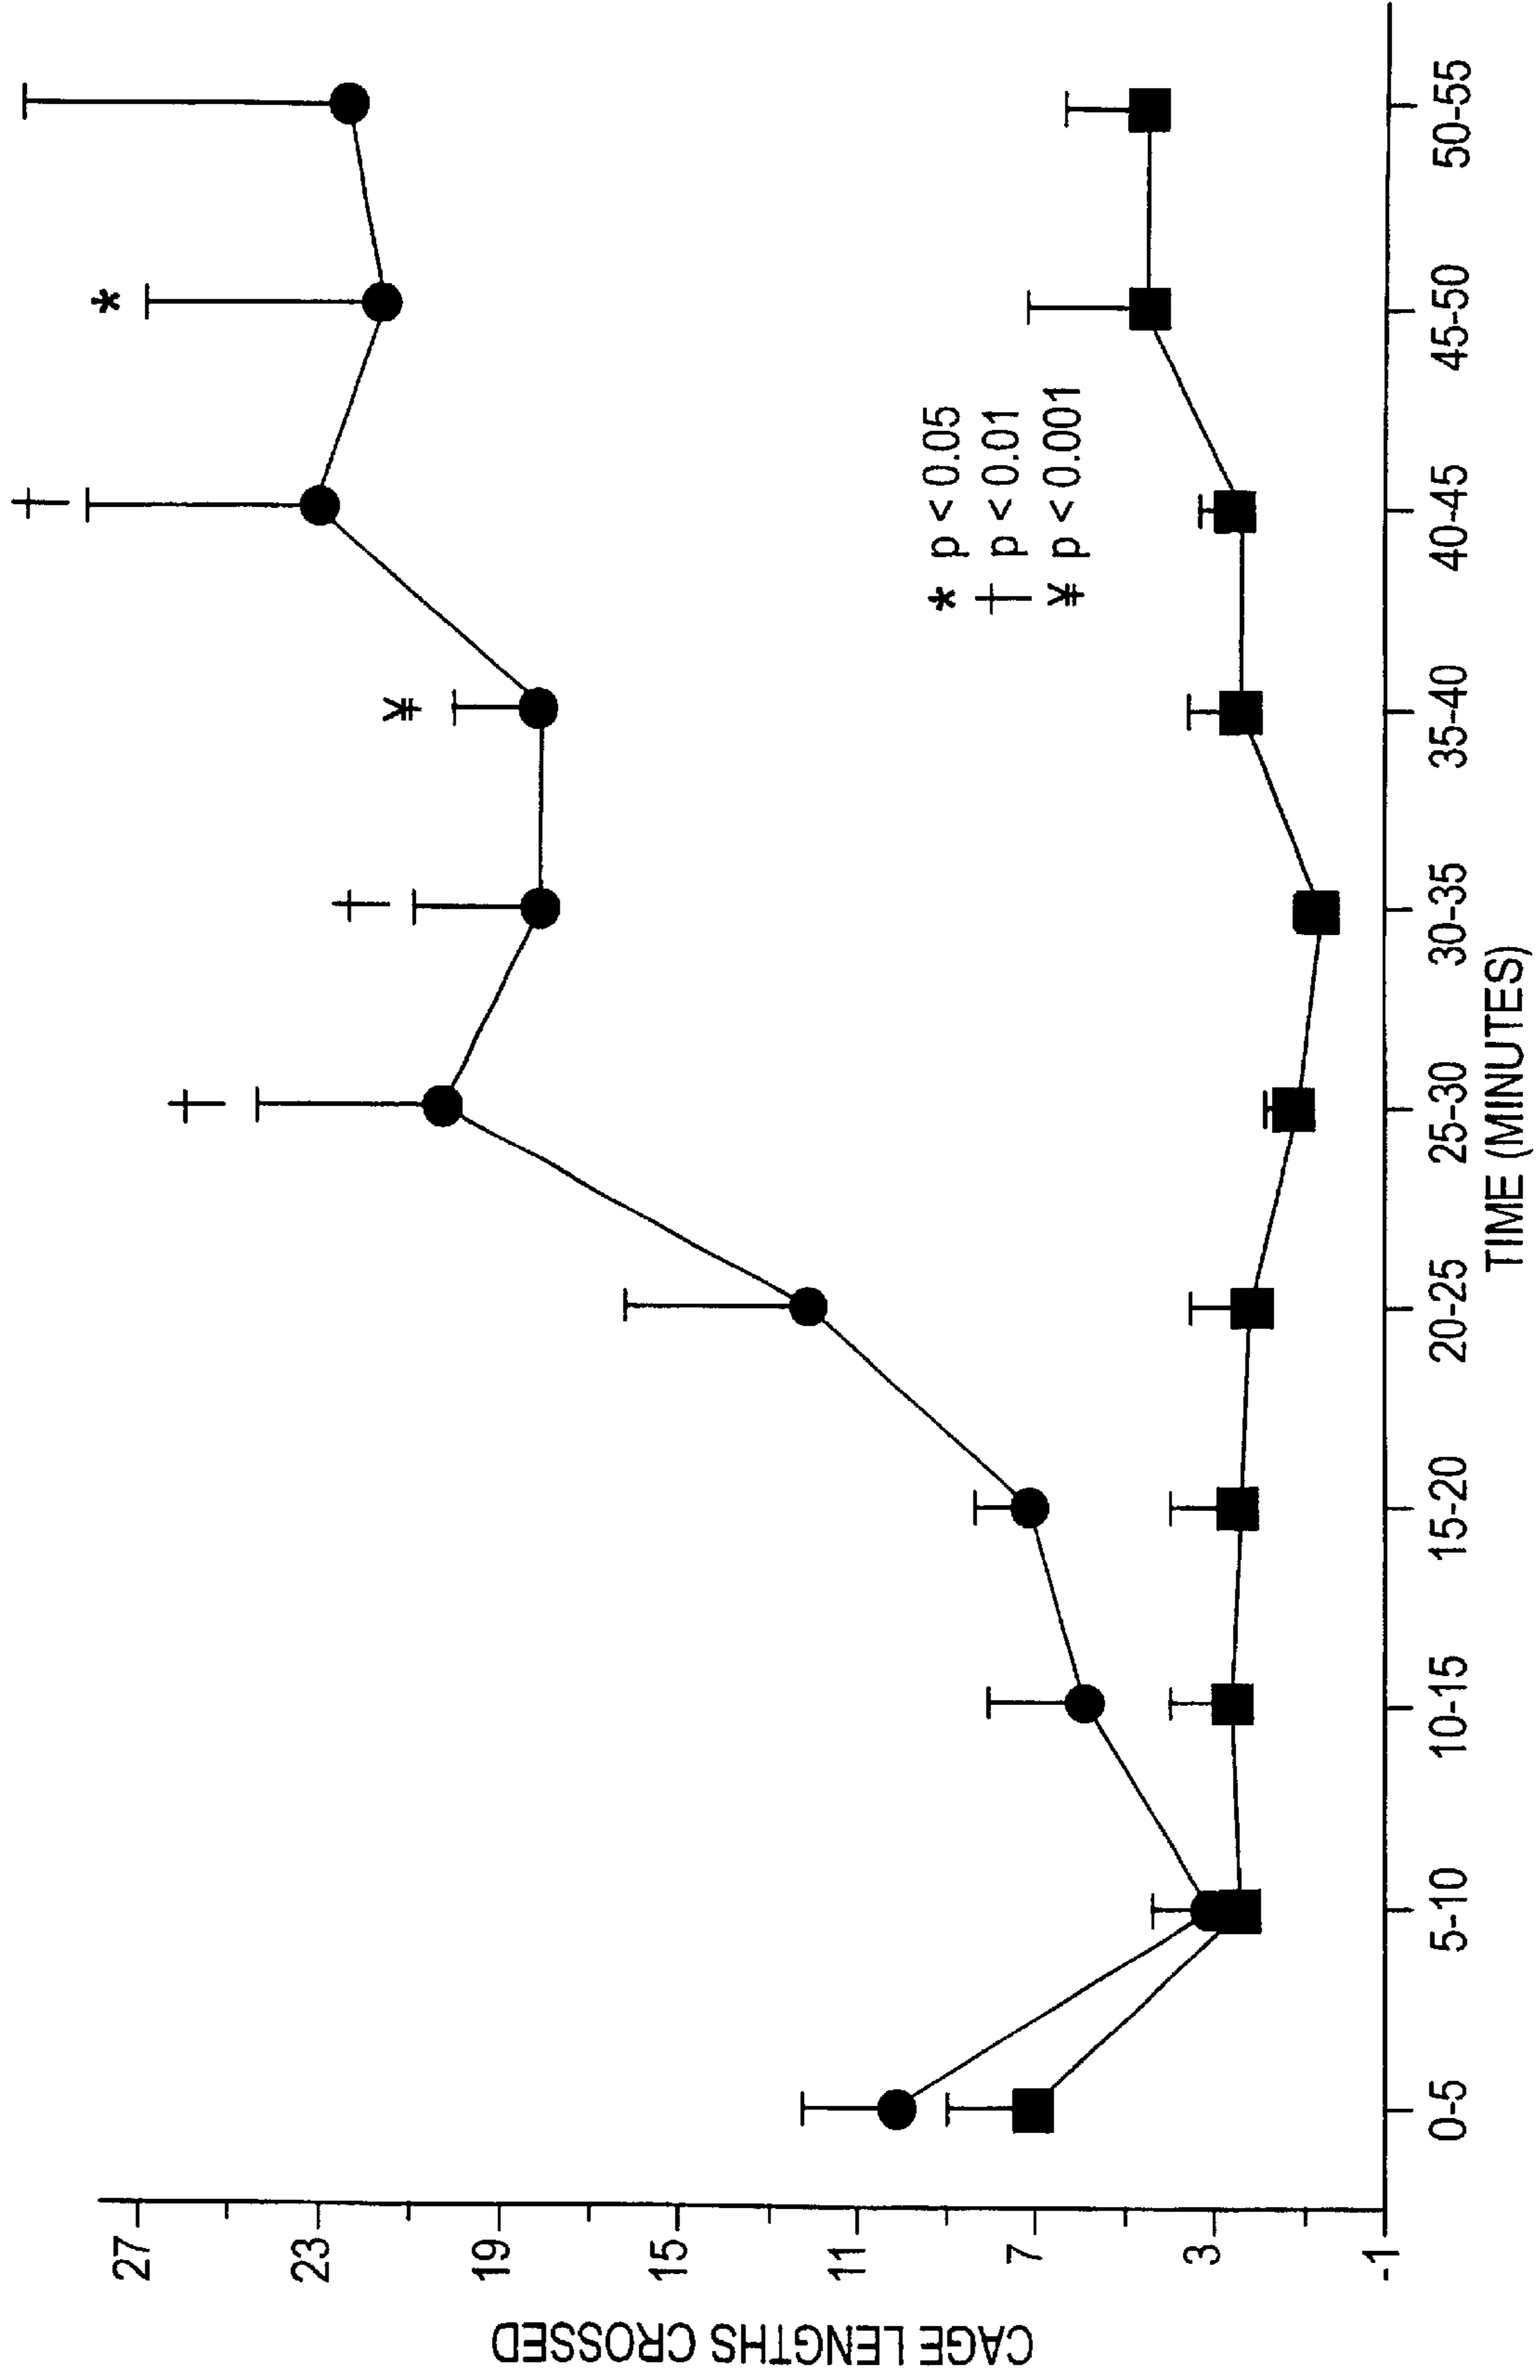 CAGE LENGTHS CROSSED
27
23
19
15
11
7
3
-1
†
†
¥
†
*
* p < 0.05
† p < 0.01
¥ p < 0.001
0-5 5-10 10-15 15-20 20-25 25-30 30-35 35-40 40-45 45-50 50-55
TIME (MINUTES)